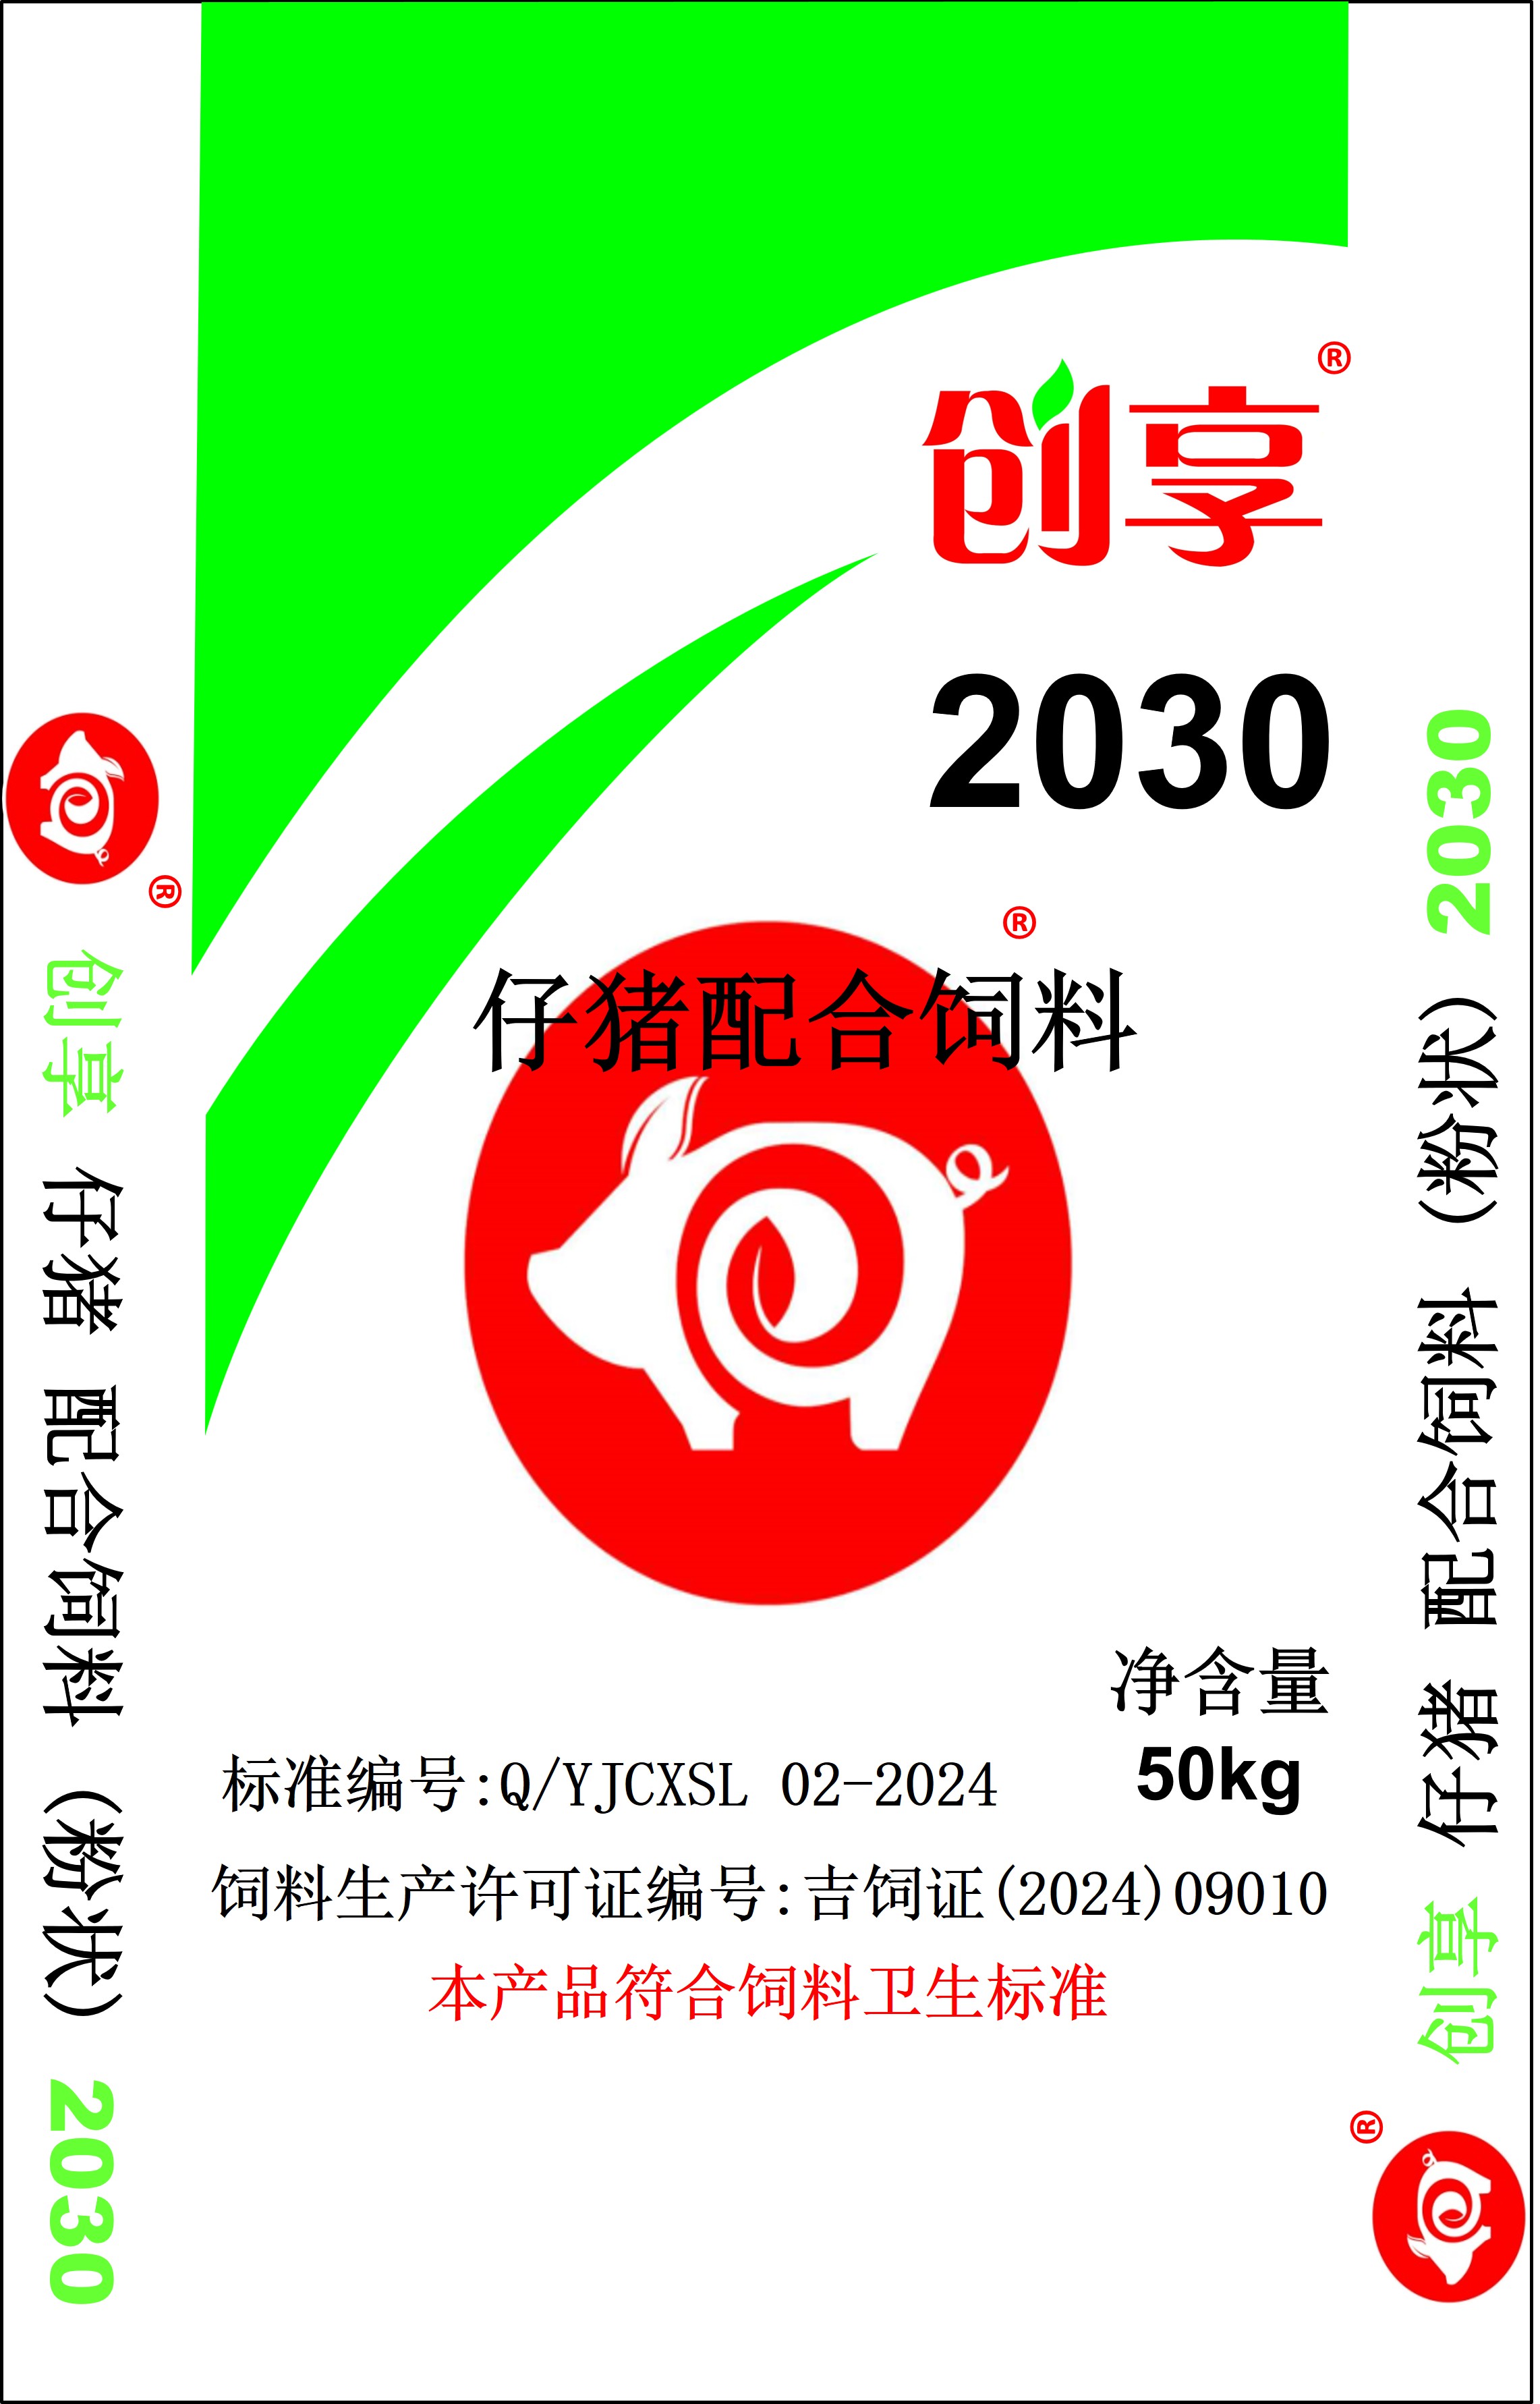 创享®
2030
®
仔猪配合饲料
净含量
50kg
标准编号:Q/YJCXSL 02-2024
饲料生产许可证编号:吉饲证(2024)09010
本产品符合饲料卫生标准
®
创享 仔猪 配合饲料 (粉状) 2030
®
创享 仔猪 配合饲料 (粉状) 2030